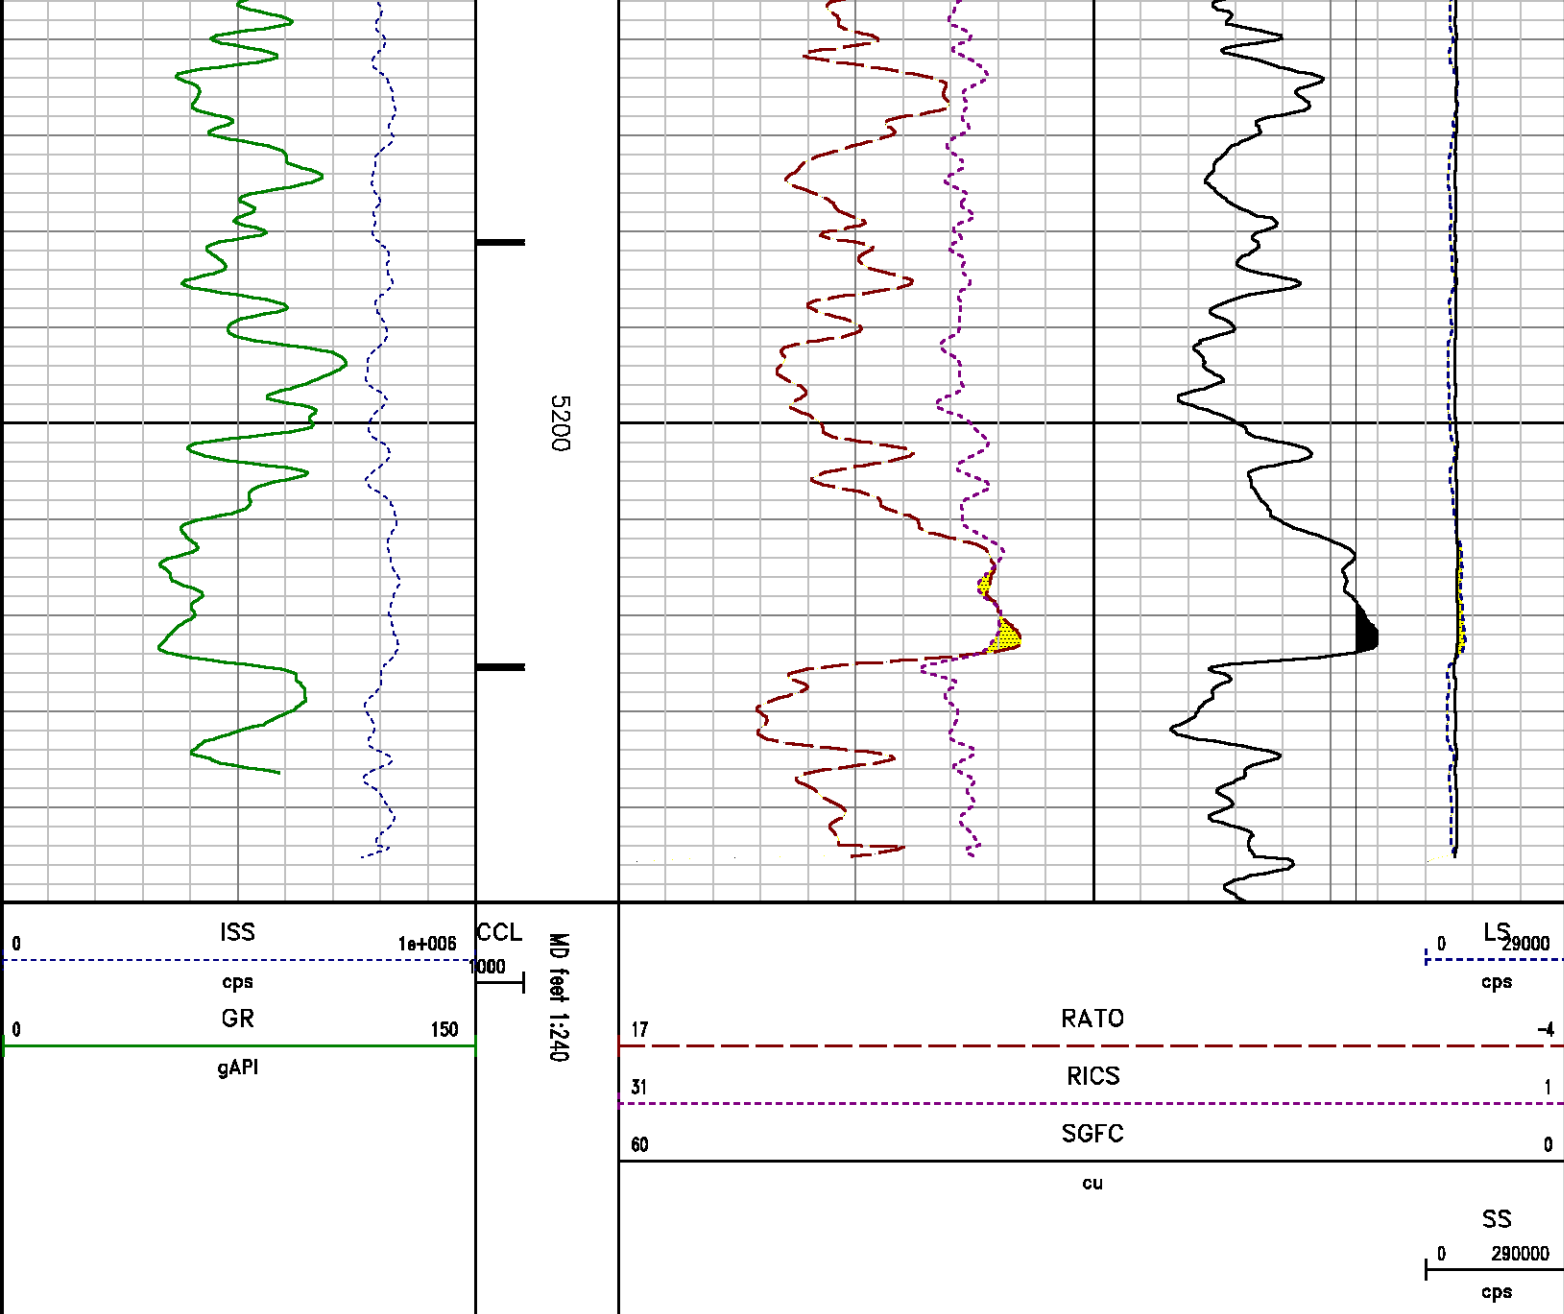 5200
ISS
0 1e+006
cps
GR
0 150
gAPI
CCL
1000
MD feet 1:240
LS
0 29000
cps
RATO
17 -4
RICS
31 1
SGFC
60 0
cu
SS
0 290000
cps